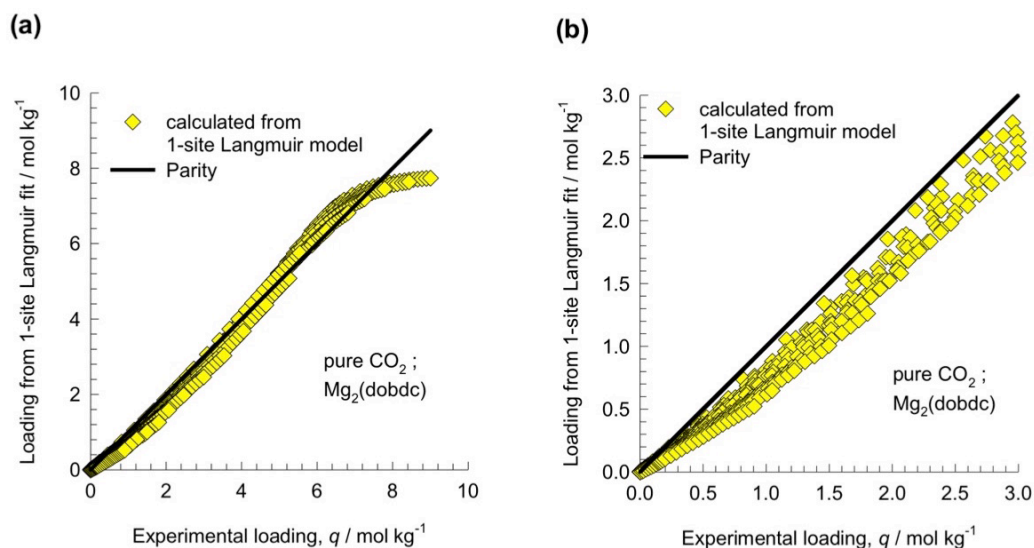 (a)
Loading from 1-site Langmuir fit / mol kg⁻¹
10
8
6
4
2
0
calculated from
1-site Langmuir model
Parity
pure CO₂ ;
Mg₂(dobdc)
0 2 4 6 8 10
Experimental loading, q / mol kg⁻¹
(b)
Loading from 1-site Langmuir fit / mol kg⁻¹
3.0
2.5
2.0
1.5
1.0
0.5
0.0
calculated from
1-site Langmuir model
Parity
pure CO₂ ;
Mg₂(dobdc)
0.0 0.5 1.0 1.5 2.0 2.5 3.0
Experimental loading, q / mol kg⁻¹